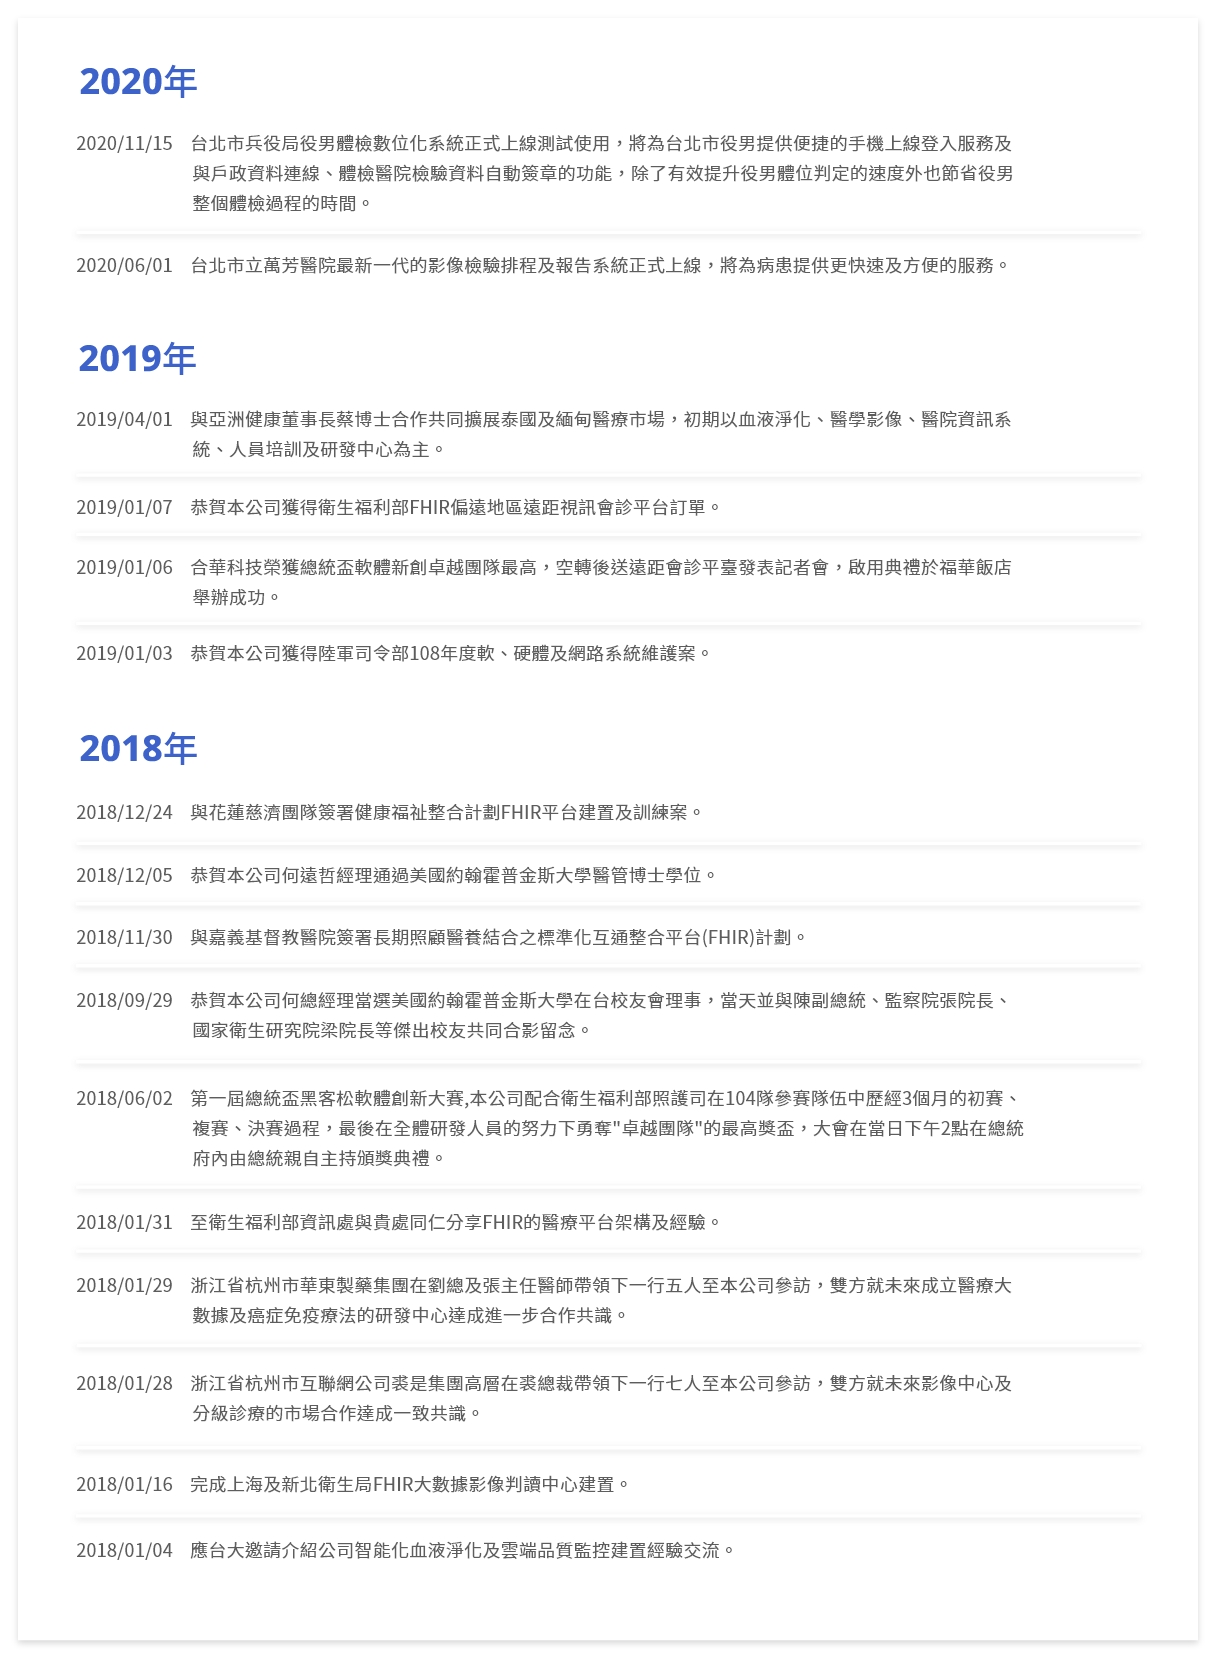 2020年
2020/11/15 台北市兵役局役男體檢數位化系統正式上線測試使用，將為台北市役男提供便捷的手機上線登入服務及
與戶政資料連線、體檢醫院檢驗資料自動簽章的功能，除了有效提升役男體位判定的速度外也節省役男
整個體檢過程的時間。
2020/06/01 台北市立萬芳醫院最新一代的影像檢驗排程及報告系統正式上線，將為病患提供更快速及方便的服務。
2019年
2019/04/01 與亞洲健康董事長蔡博士合作共同擴展泰國及緬甸醫療市場，初期以血液淨化、醫學影像、醫院資訊系
統、人員培訓及研發中心為主。
2019/01/07 恭賀本公司獲得衛生福利部FHIR偏遠地區遠距視訊會診平台訂單。
2019/01/06 合華科技榮獲總統盃軟體新創卓越團隊最高，空轉後送遠距會診平臺發表記者會，啟用典禮於福華飯店
舉辦成功。
2019/01/03 恭賀本公司獲得陸軍司令部108年度軟、硬體及網路系統維護案。
2018年
2018/12/24 與花蓮慈濟團隊簽署健康福祉整合計劃FHIR平台建置及訓練案。
2018/12/05 恭賀本公司何遠哲經理通過美國約翰霍普金斯大學醫管博士學位。
2018/11/30 與嘉義基督教醫院簽署長期照顧醫養結合之標準化互通整合平台(FHIR)計劃。
2018/09/29 恭賀本公司何總經理當選美國約翰霍普金斯大學在台校友會理事，當天並與陳副總統、監察院張院長、
國家衛生研究院梁院長等傑出校友共同合影留念。
2018/06/02 第一屆總統盃黑客松軟體創新大賽,本公司配合衛生福利部照護司在104隊參賽隊伍中歷經3個月的初賽、
複賽、決賽過程，最後在全體研發人員的努力下勇奪"卓越團隊"的最高獎盃，大會在當日下午2點在總統
府內由總統親自主持頒獎典禮。
2018/01/31 至衛生福利部資訊處與貴處同仁分享FHIR的醫療平台架構及經驗。
2018/01/29 浙江省杭州市華東製藥集團在劉總及張主任醫師帶領下一行五人至本公司參訪，雙方就未來成立醫療大
數據及癌症免疫療法的研發中心達成進一步合作共識。
2018/01/28 浙江省杭州市互聯網公司裘是集團高層在裘總裁帶領下一行七人至本公司參訪，雙方就未來影像中心及
分級診療的市場合作達成一致共識。
2018/01/16 完成上海及新北衛生局FHIR大數據影像判讀中心建置。
2018/01/04 應台大邀請介紹公司智能化血液淨化及雲端品質監控建置經驗交流。